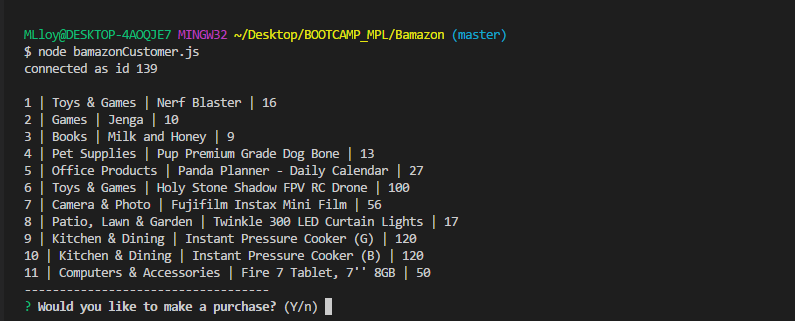 MLloy@DESKTOP-4AOQJE7 MINGW32 ~/Desktop/BOOTCAMP_MPL/Bamazon (master)
$ node bamazonCustomer.js
connected as id 139
1 | Toys & Games | Nerf Blaster | 16
2 | Games | Jenga | 10
3 | Books | Milk and Honey | 9
4 | Pet Supplies | Pup Premium Grade Dog Bone | 13
5 | Office Products | Panda Planner - Daily Calendar | 27
6 | Toys & Games | Holy Stone Shadow FPV RC Drone | 100
7 | Camera & Photo | Fujifilm Instax Mini Film | 56
8 | Patio, Lawn & Garden | Twinkle 300 LED Curtain Lights | 17
9 | Kitchen & Dining | Instant Pressure Cooker (G) | 120
10 | Kitchen & Dining | Instant Pressure Cooker (B) | 120
11 | Computers & Accessories | Fire 7 Tablet, 7'' 8GB | 50
-----------------------------------
? Would you like to make a purchase? (Y/n)